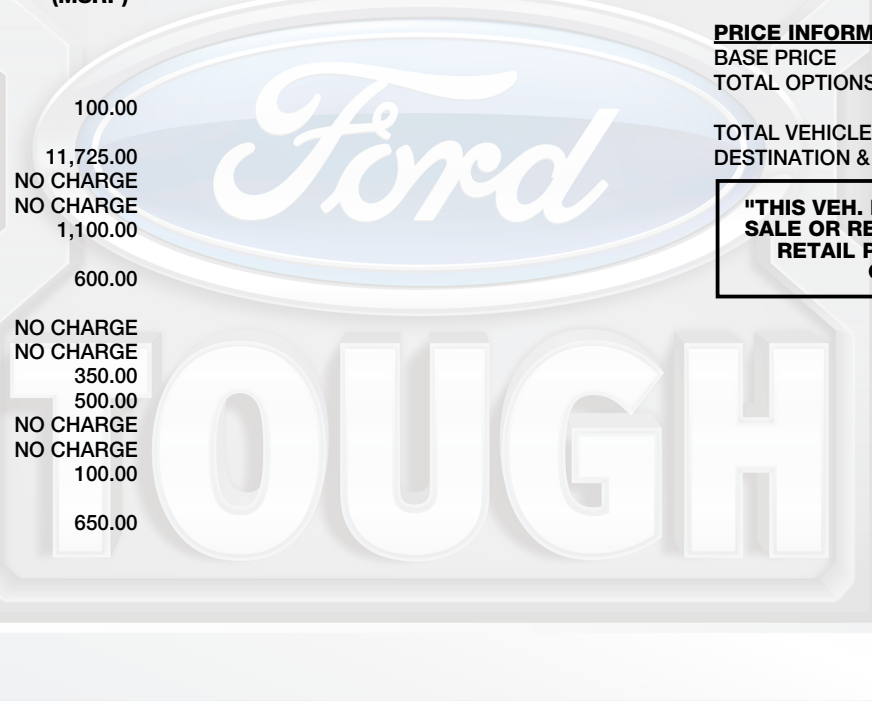 (MSRP)
100.00
11,725.00
NO CHARGE
NO CHARGE
1,100.00
600.00
NO CHARGE
NO CHARGE
350.00
500.00
NO CHARGE
NO CHARGE
100.00
650.00
PRICE INFORM
BASE PRICE
TOTAL OPTIONS
TOTAL VEHICLE
DESTINATION &
"THIS VEH.
SALE OR RE
RETAIL P
Ford
TOUGH